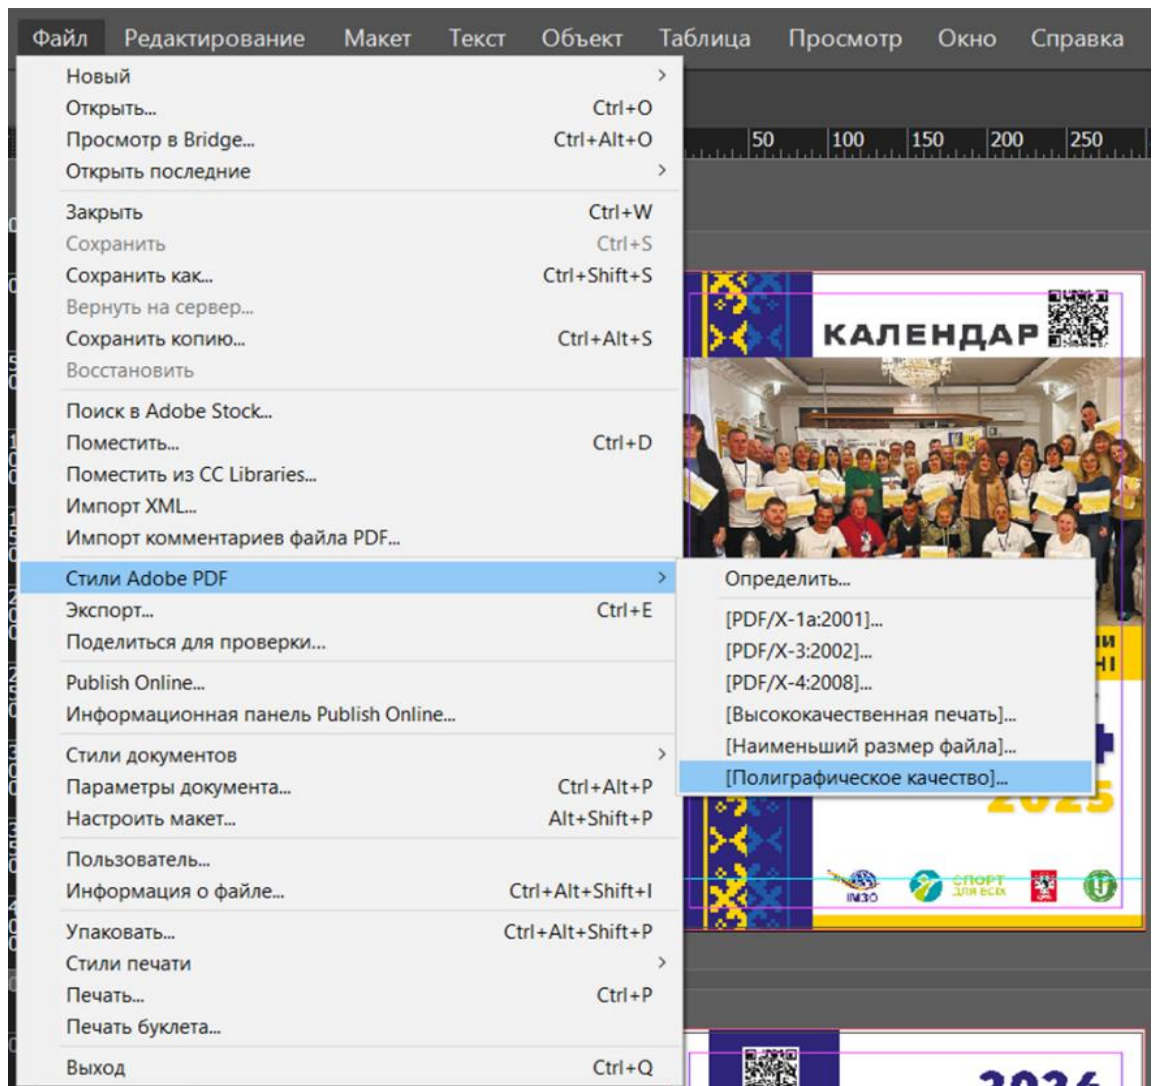 Файл Редактирование Макет Текст Объект Таблица Просмотр Окно Справка
Новый
Открыть... Ctrl+O
Просмотр в Bridge... Ctrl+Alt+O
Открыть последние
50 100 150 200 250
Закрыть Ctrl+W
Сохранить Ctrl+S
Сохранить как... Ctrl+Shift+S
Вернуть на сервер...
Сохранить копию... Ctrl+Alt+S
Восстановить
КАЛЕНДАР
Поиск в Adobe Stock...
Поместить... Ctrl+D
Поместить из CC Libraries...
Импорт XML...
Импорт комментариев файла PDF...
Стили Adobe PDF
Определить...
Экспорт... Ctrl+E
[PDF/X-1a:2001]...
Поделиться для проверки...
[PDF/X-3:2002]...
Publish Online...
[PDF/X-4:2008]...
Информационная панель Publish Online...
[Высококачественная печать]...
Стили документов
[Наименьший размер файла]...
Параметры документа... Ctrl+Alt+P
[Полиграфическое качество]...
Настроить макет... Alt+Shift+P
2025
Пользователь...
Информация о файле... Ctrl+Alt+Shift+I
ІМЗО СПОРТ ДЛЯ ВСІХ
Упаковать... Ctrl+Alt+Shift+P
Стили печати
Печать... Ctrl+P
Печать буклета...
Выход Ctrl+Q